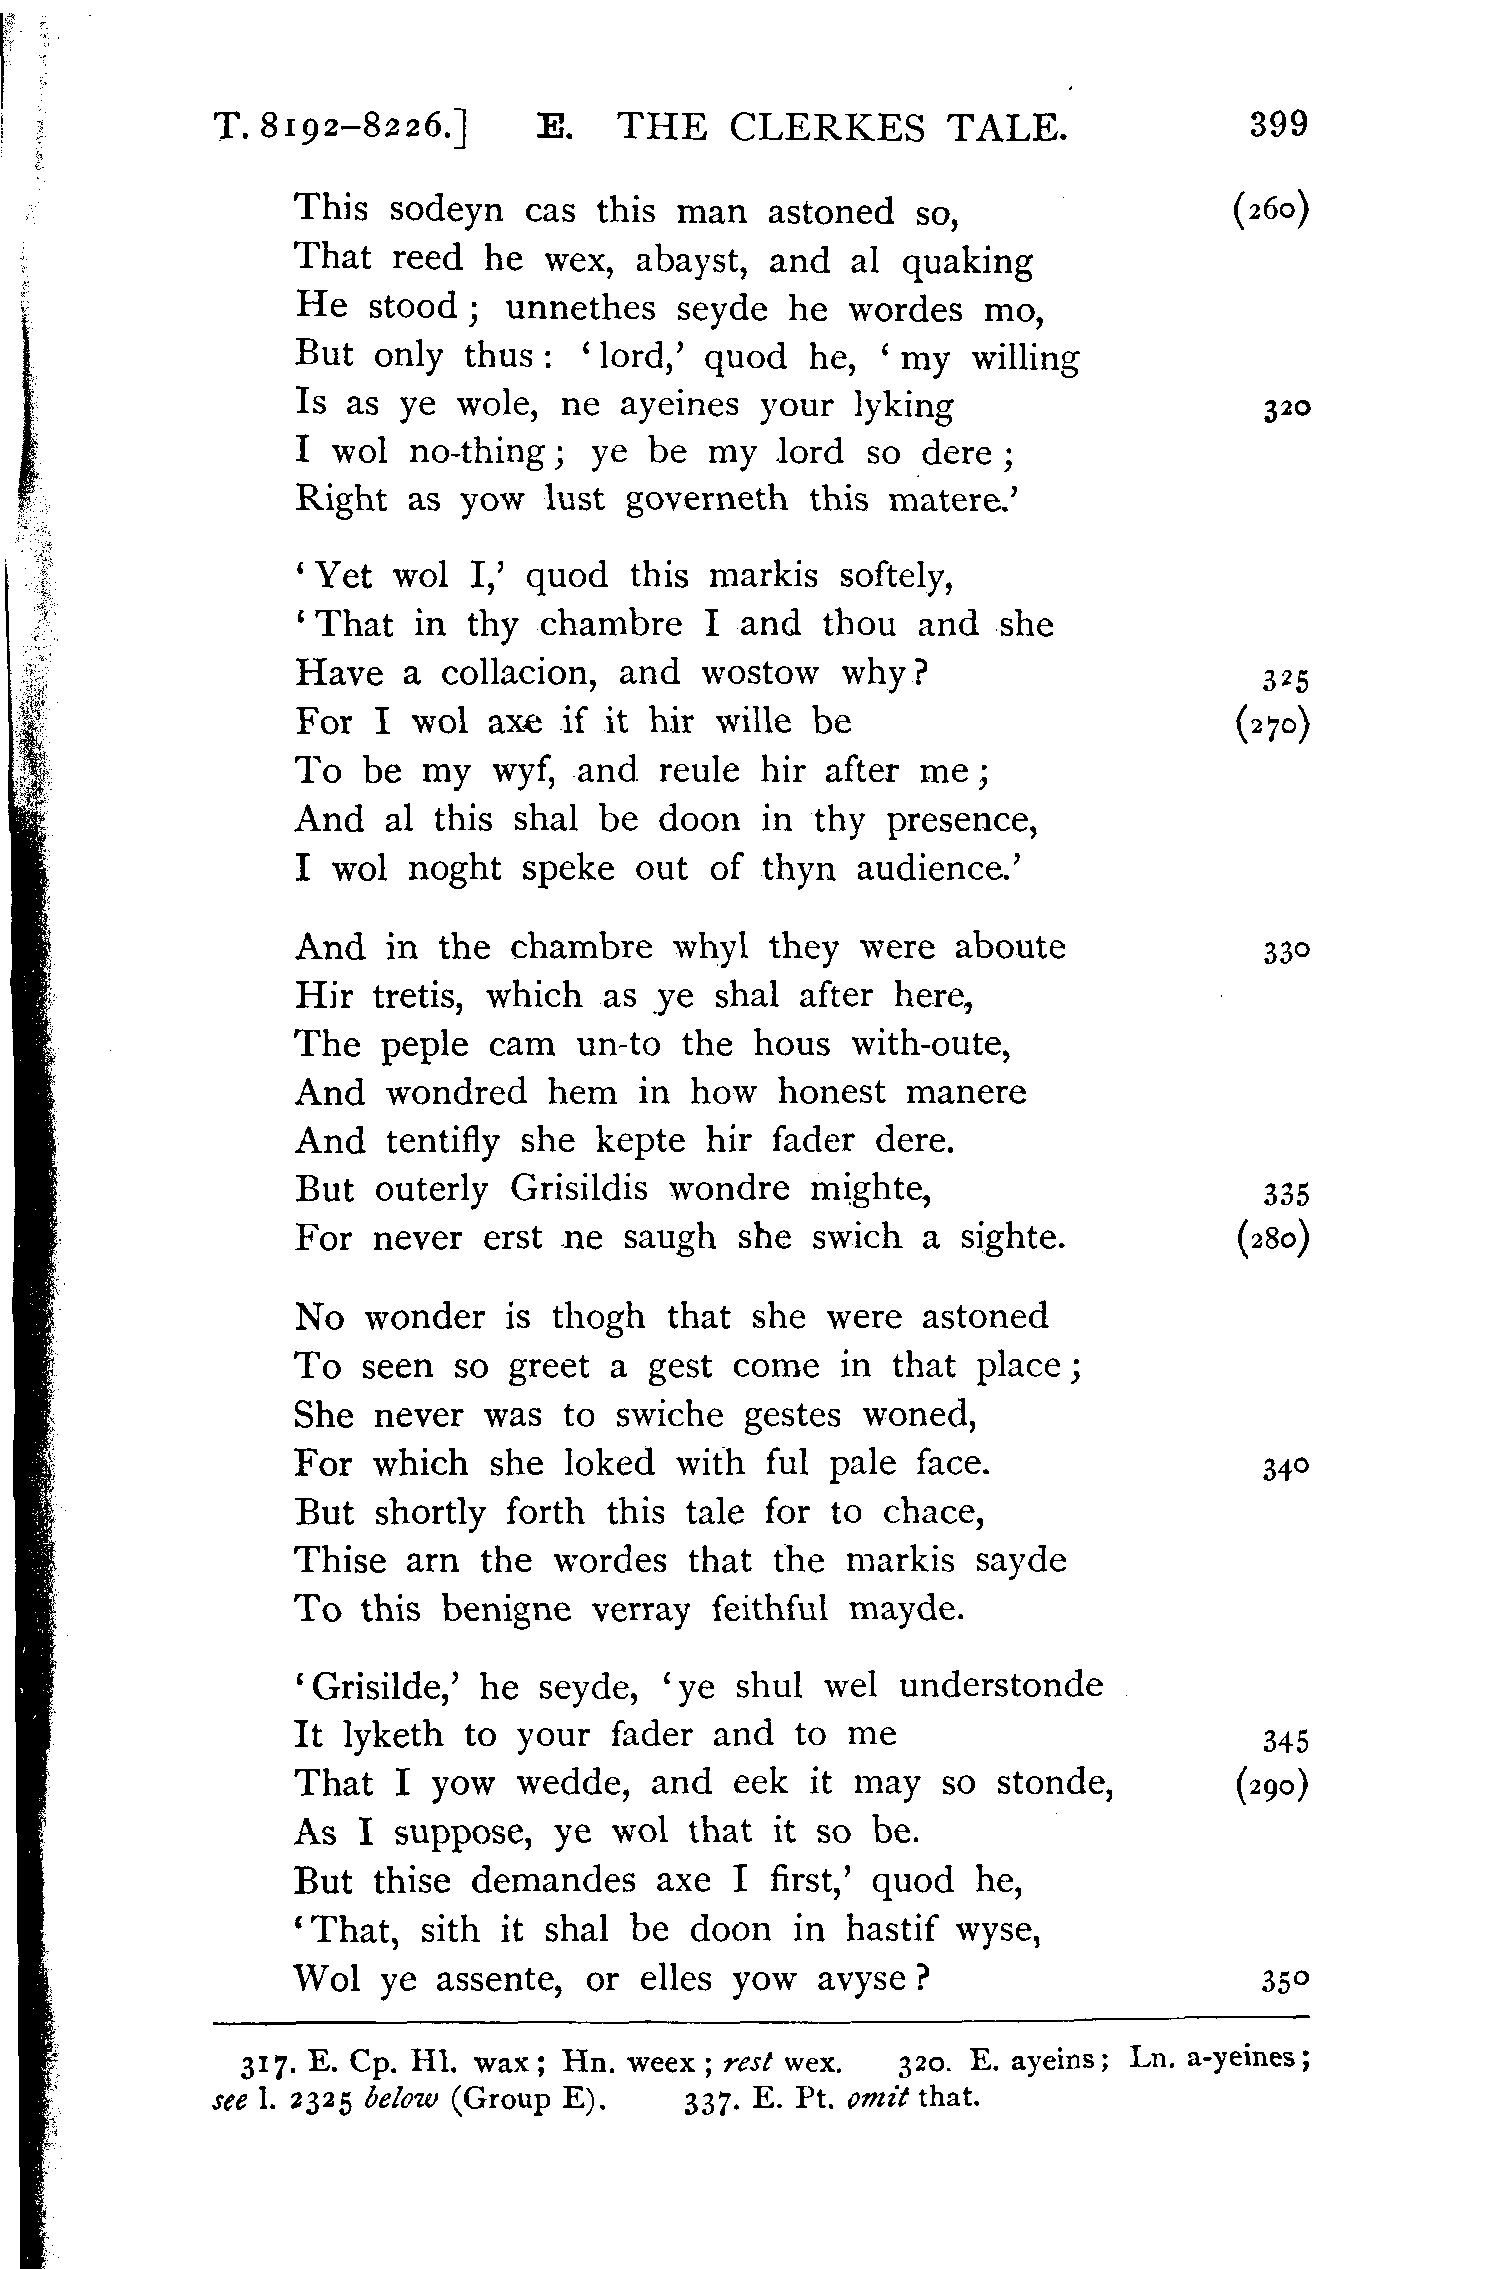 T. 8192–8226.] E. THE CLERKES TALE. 399
This sodeyn cas this man astoned so, (260)
That reed he wex, abayst, and al quaking
He stood ; unnethes seyde he wordes mo,
But only thus : ‘ lord,’ quod he, ‘ my willing
Is as ye wole, ne ayeines your lyking 320
I wol no-thing ; ye be my lord so dere ;
Right as yow lust governeth this matere.’
‘ Yet wol I,’ quod this markis softely,
‘ That in thy chambre I and thou and she
Have a collacion, and wostow why ? 325
For I wol axe if it hir wille be (270)
To be my wyf, and reule hir after me ;
And al this shal be doon in thy presence,
I wol noght speke out of thyn audience.’
And in the chambre whyl they were aboute 330
Hir tretis, which as ye shal after here,
The peple cam un-to the hous with-oute,
And wondred hem in how honest manere
And tentifly she kepte hir fader dere.
But outerly Grisildis wondre mighte, 335
For never erst ne saugh she swich a sighte. (280)
No wonder is thogh that she were astoned
To seen so greet a gest come in that place ;
She never was to swiche gestes woned,
For which she loked with ful pale face. 340
But shortly forth this tale for to chace,
Thise arn the wordes that the markis sayde
To this benigne verray feithful mayde.
‘ Grisilde,’ he seyde, ‘ ye shul wel understonde
It lyketh to your fader and to me 345
That I yow wedde, and eek it may so stonde, (290)
As I suppose, ye wol that it so be.
But thise demandes axe I first,’ quod he,
‘ That, sith it shal be doon in hastif wyse,
Wol ye assente, or elles yow avyse ? 350
317. E. Cp. Hl. wax ; Hn. weex ; rest wex. 320. E. ayeins ; Ln. a-yeines ;
see l. 2325 below (Group E). 337. E. Pt. omit that.